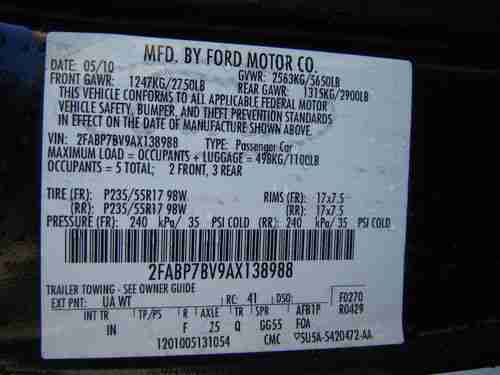 MFD. BY FORD MOTOR CO.
DATE: 05/10 GVWR: 2563KG/5650LB
FRONT GAWR: 1247KG/2750LB REAR GAWR: 1315KG/2900LB
THIS VEHICLE CONFORMS TO ALL APPLICABLE FEDERAL MOTOR
VEHICLE SAFETY, BUMPER, AND THEFT PREVENTION STANDARDS
IN EFFECT ON THE DATE OF MANUFACTURE SHOWN ABOVE.
VIN: 2FABP7BV9AX138988 TYPE: Passenger Car
MAXIMUM LOAD = OCCUPANTS + LUGGAGE = 498KG/1100LB
OCCUPANTS = 5 TOTAL; 2 FRONT, 3 REAR
TIRE (FR): P235/55R17 98W RIMS (FR): 17x7.5
(RR): P235/55R17 98W (RR): 17x7.5
PRESSURE (FR): 240 kPa/ 35 PSI COLD (RR): 240 kPa/ 35 PSI COLD
2FABP7BV9AX138988
TRAILER TOWING - SEE OWNER GUIDE
EXT PNT: UA WT RC: 41 DSO: F0270
INT TR TP/PS R AXLE TR SPR AFB1P R0429
IN F 25 Q GG55 FOA
1201005131054 CMC 5U5A-5420472-AA